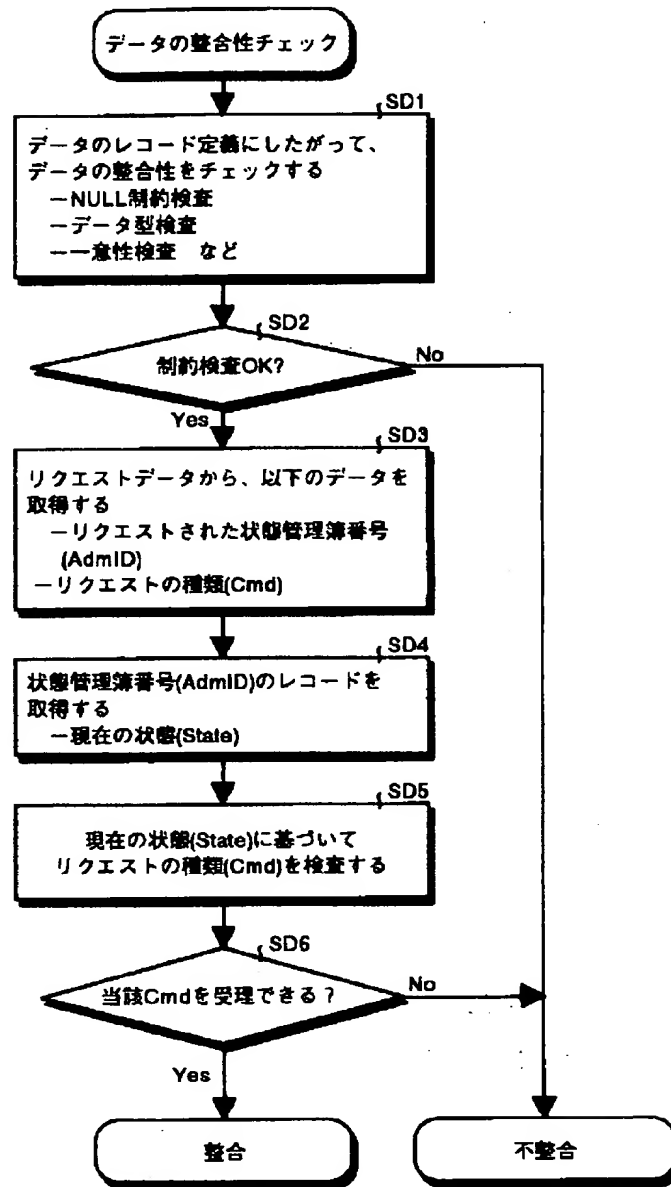 データの整合性チェック
SD1
データのレコード定義にしたがって、
データの整合性をチェックする
ーNULL制約検査
ーデータ型検査
ー一意性検査　など
SD2
制約検査OK?
No
Yes
SD3
リクエストデータから、以下のデータを
取得する
ーリクエストされた状態管理簿番号
(AdmID)
ーリクエストの種類(Cmd)
SD4
状態管理簿番号(AdmID)のレコードを
取得する
ー現在の状態(State)
SD5
現在の状態(State)に基づいて
リクエストの種類(Cmd)を検査する
SD6
当該Cmdを受理できる？
No
Yes
整合
不整合